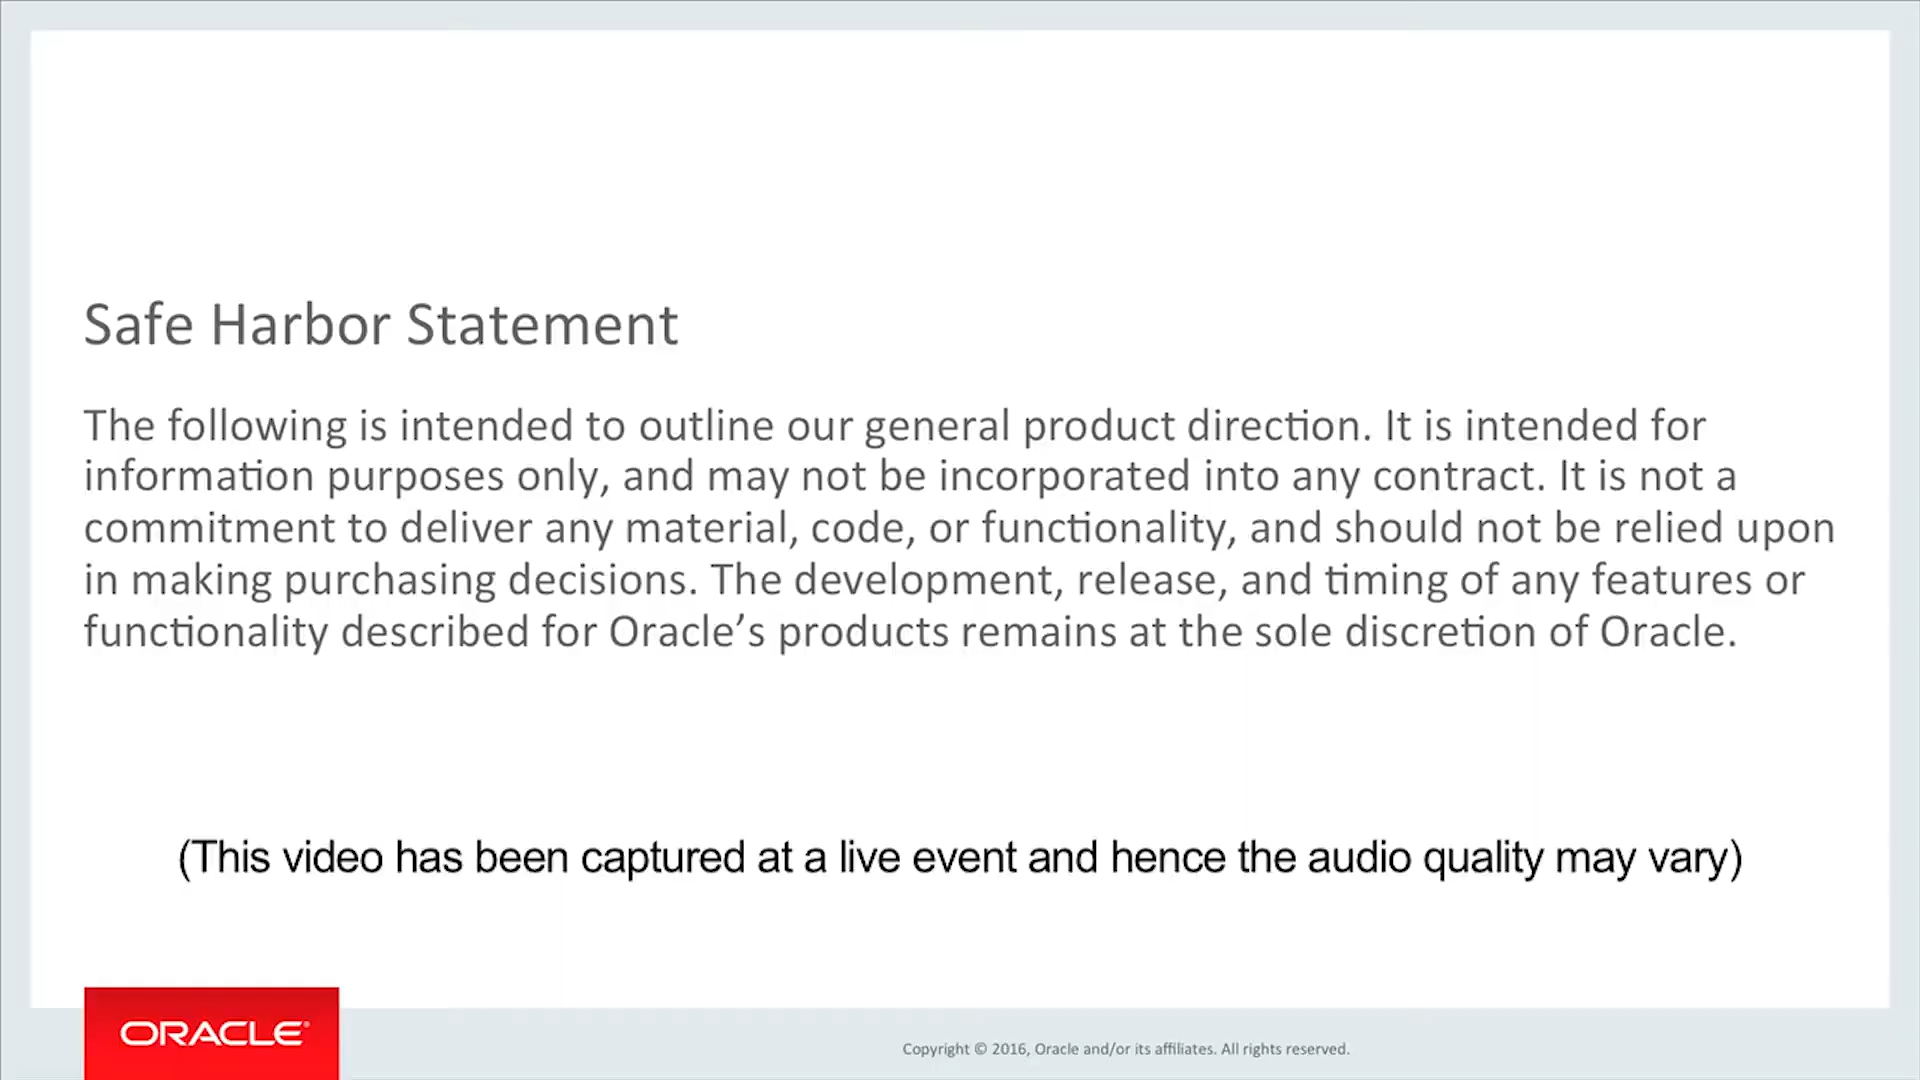 Safe Harbor Statement
The following is intended to outline our general product direction. It is intended for
information purposes only, and may not be incorporated into any contract. It is not a
commitment to deliver any material, code, or functionality, and should not be relied upon
in making purchasing decisions. The development, release, and timing of any features or
functionality described for Oracle’s products remains at the sole discretion of Oracle.
(This video has been captured at a live event and hence the audio quality may vary)
ORACLE®
Copyright © 2016, Oracle and/or its affiliates. All rights reserved.